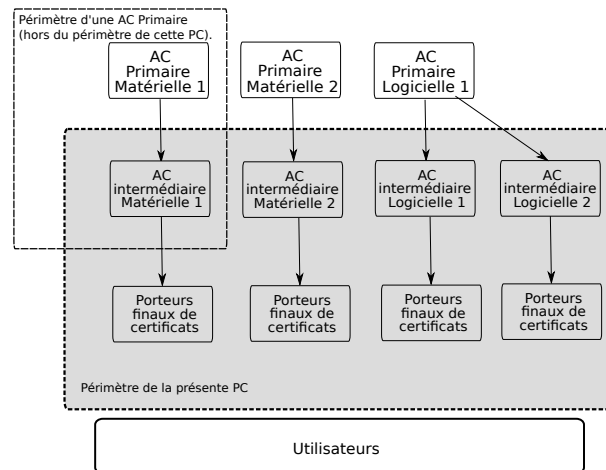 Périmètre d'une AC Primaire
(hors du périmètre de cette PC).
AC
Primaire
Matérielle 1
AC
Primaire
Matérielle 2
AC
Primaire
Logicielle 1
AC
intermédiaire
Matérielle 1
AC
intermédiaire
Matérielle 2
AC
intermédiaire
Logicielle 1
AC
intermédiaire
Logicielle 2
Porteurs
finaux de
certificats
Porteurs
finaux de
certificats
Porteurs
finaux de
certificats
Porteurs
finaux de
certificats
Périmètre de la présente PC
Utilisateurs